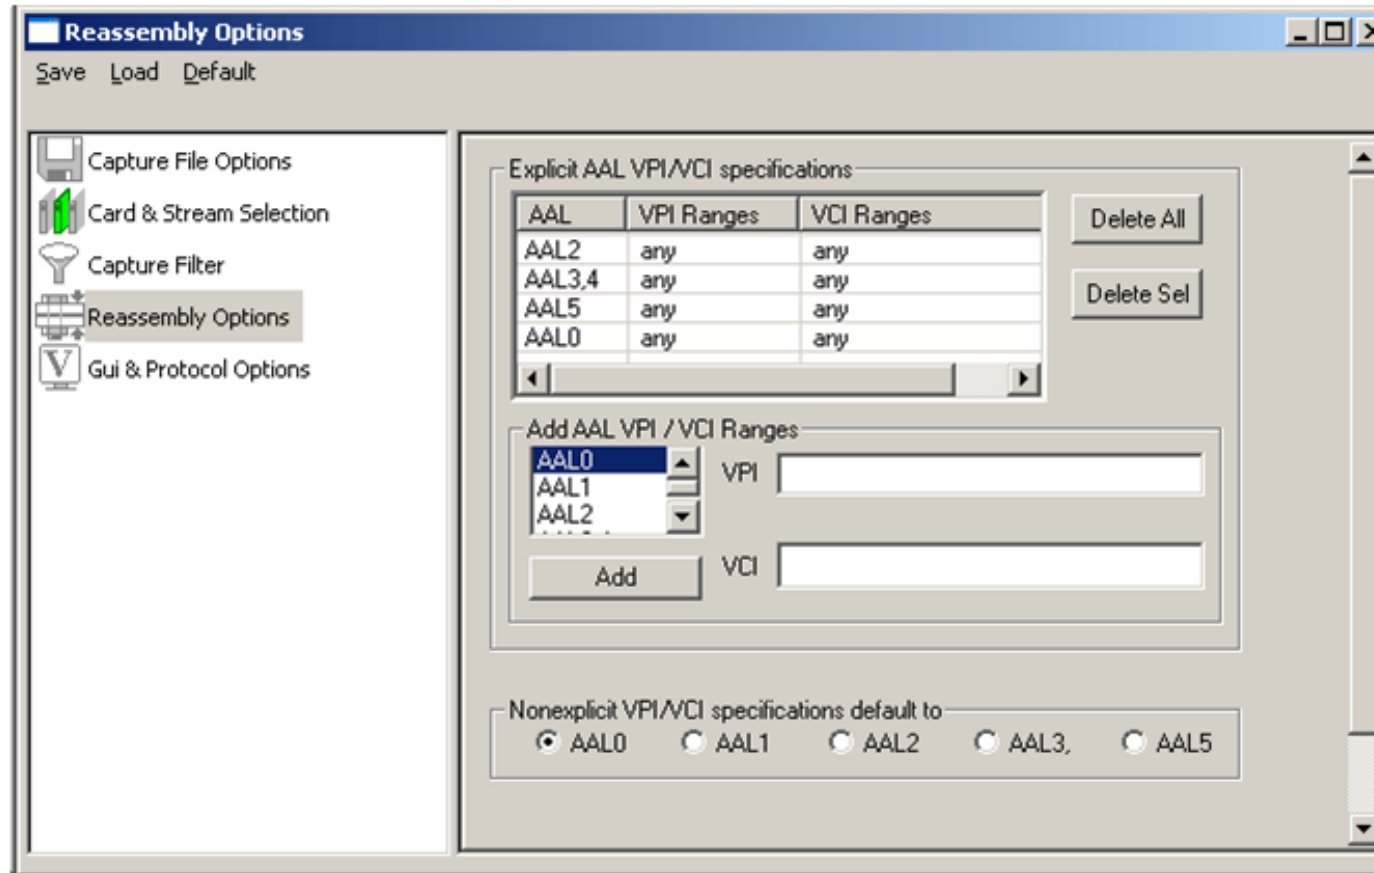 Reassembly Options
Save Load Default
Capture File Options
Card & Stream Selection
Capture Filter
Reassembly Options
V
Gui & Protocol Options
Explicit AAL VPI/VCI specifications
AAL VPI Ranges VCI Ranges
AAL2 any any
AAL3,4 any any
AAL5 any any
AAL0 any any
Delete All
Delete Sel
Add AAL VPI / VCI Ranges
AAL0
AAL1
AAL2
VPI
Add
VCI
Nonexplicit VPI/VCI specifications default to
AAL0 AAL1 AAL2 AAL3, AAL5